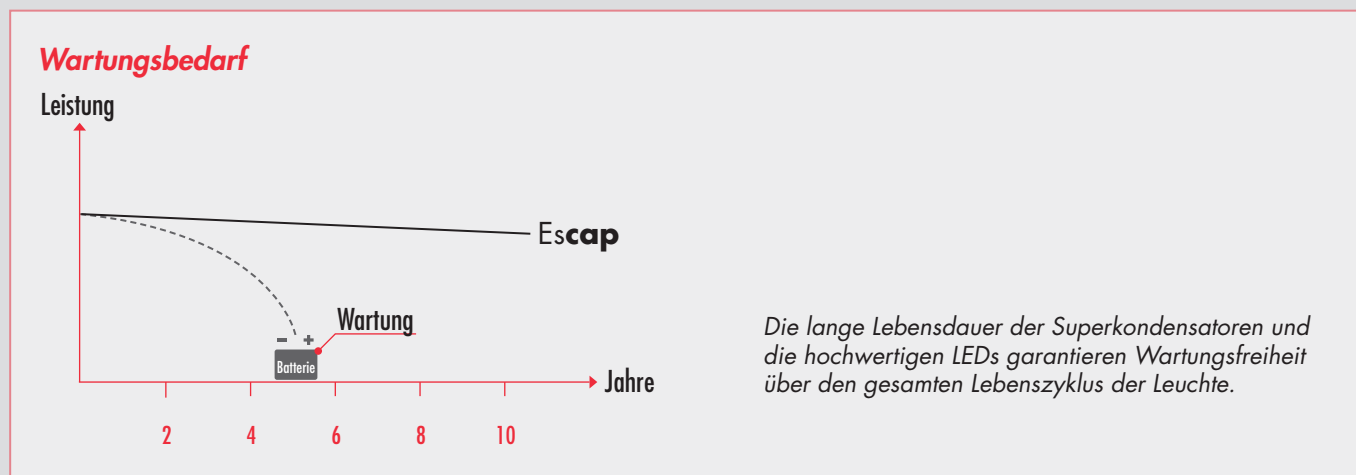 Wartungsbedarf
Leistung
Escap
Wartung
- +
Batterie
Jahre
2 4 6 8 10
Die lange Lebensdauer der Superkondensatoren und
die hochwertigen LEDs garantieren Wartungsfreiheit
über den gesamten Lebenszyklus der Leuchte.